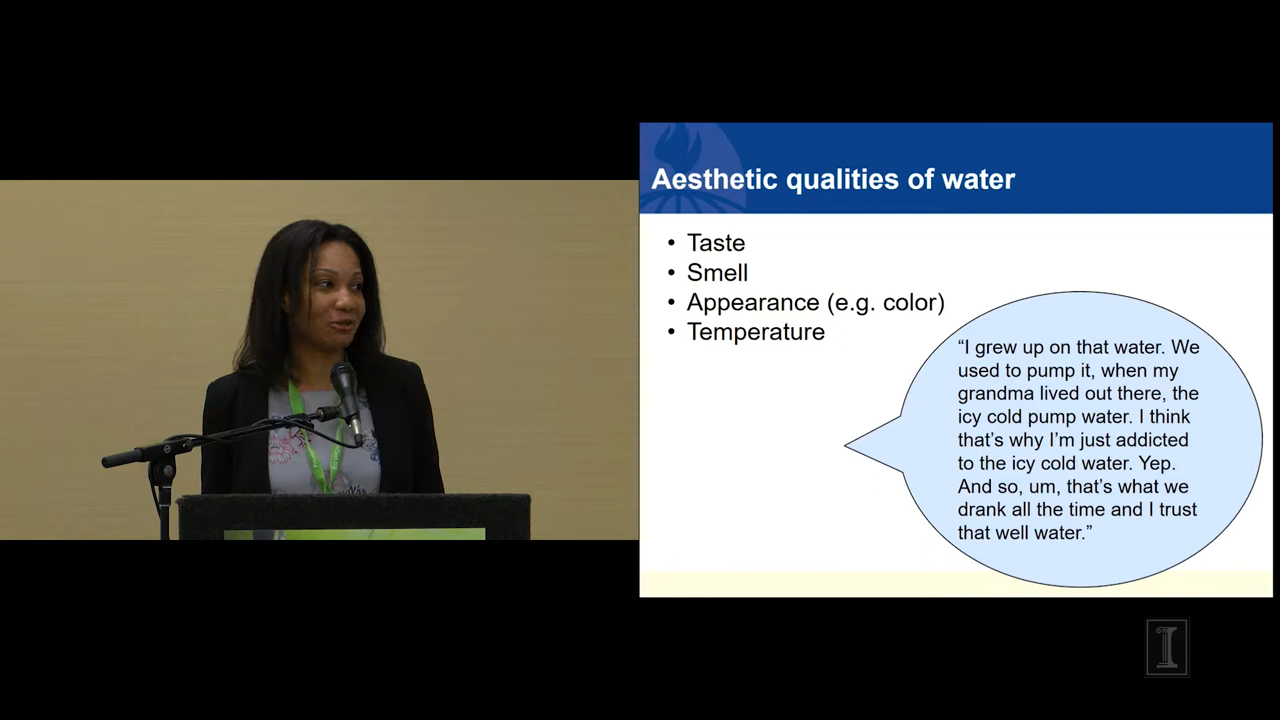 Aesthetic qualities of water
• Taste
• Smell
• Appearance (e.g. color)
• Temperature
“I grew up on that water. We
used to pump it, when my
grandma lived out there, the
icy cold pump water. I think
that’s why I’m just addicted
to the icy cold water. Yep.
And so, um, that’s what we
drank all the time and I trust
that well water.”
I